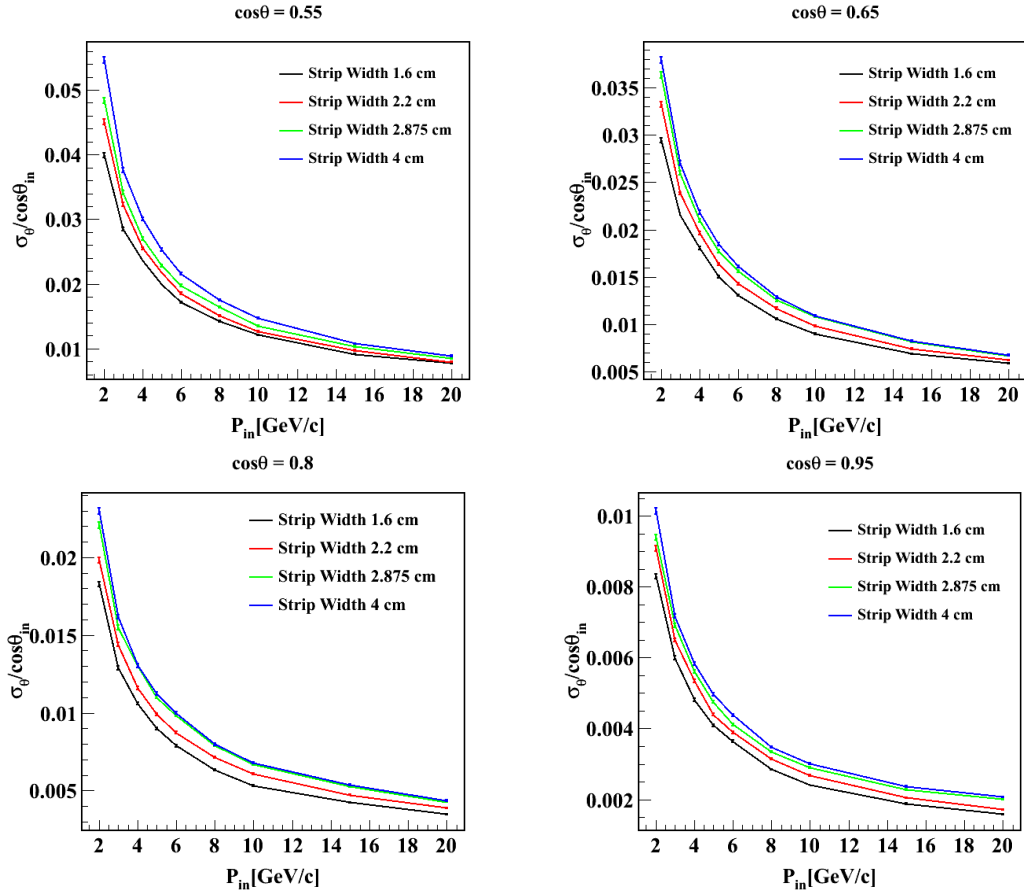 cosθ = 0.55
σθ/cosθin
0.05
0.04
0.03
0.02
0.01
Strip Width 1.6 cm
Strip Width 2.2 cm
Strip Width 2.875 cm
Strip Width 4 cm
2 4 6 8 10 12 14 16 18 20
Pin[GeV/c]
cosθ = 0.65
σθ/cosθin
0.035
0.03
0.025
0.02
0.015
0.01
0.005
Strip Width 1.6 cm
Strip Width 2.2 cm
Strip Width 2.875 cm
Strip Width 4 cm
2 4 6 8 10 12 14 16 18 20
Pin[GeV/c]
cosθ = 0.8
σθ/cosθin
0.02
0.015
0.01
0.005
Strip Width 1.6 cm
Strip Width 2.2 cm
Strip Width 2.875 cm
Strip Width 4 cm
2 4 6 8 10 12 14 16 18 20
Pin[GeV/c]
cosθ = 0.95
σθ/cosθin
0.01
0.008
0.006
0.004
0.002
Strip Width 1.6 cm
Strip Width 2.2 cm
Strip Width 2.875 cm
Strip Width 4 cm
2 4 6 8 10 12 14 16 18 20
Pin[GeV/c]